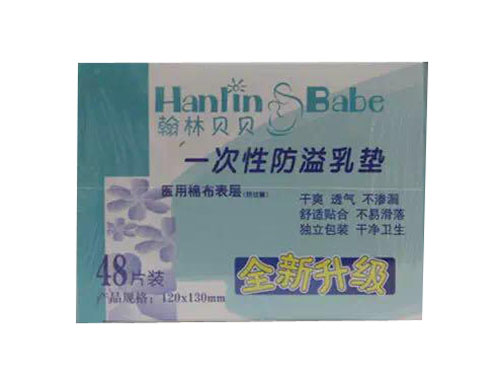 Hanlin Babe
翰林贝贝
一次性防溢乳垫
医用棉布表层
干爽 透气 不渗漏
舒适贴合 不易滑落
独立包装 干净卫生
48片装
全新升级
产品规格：120x130mm